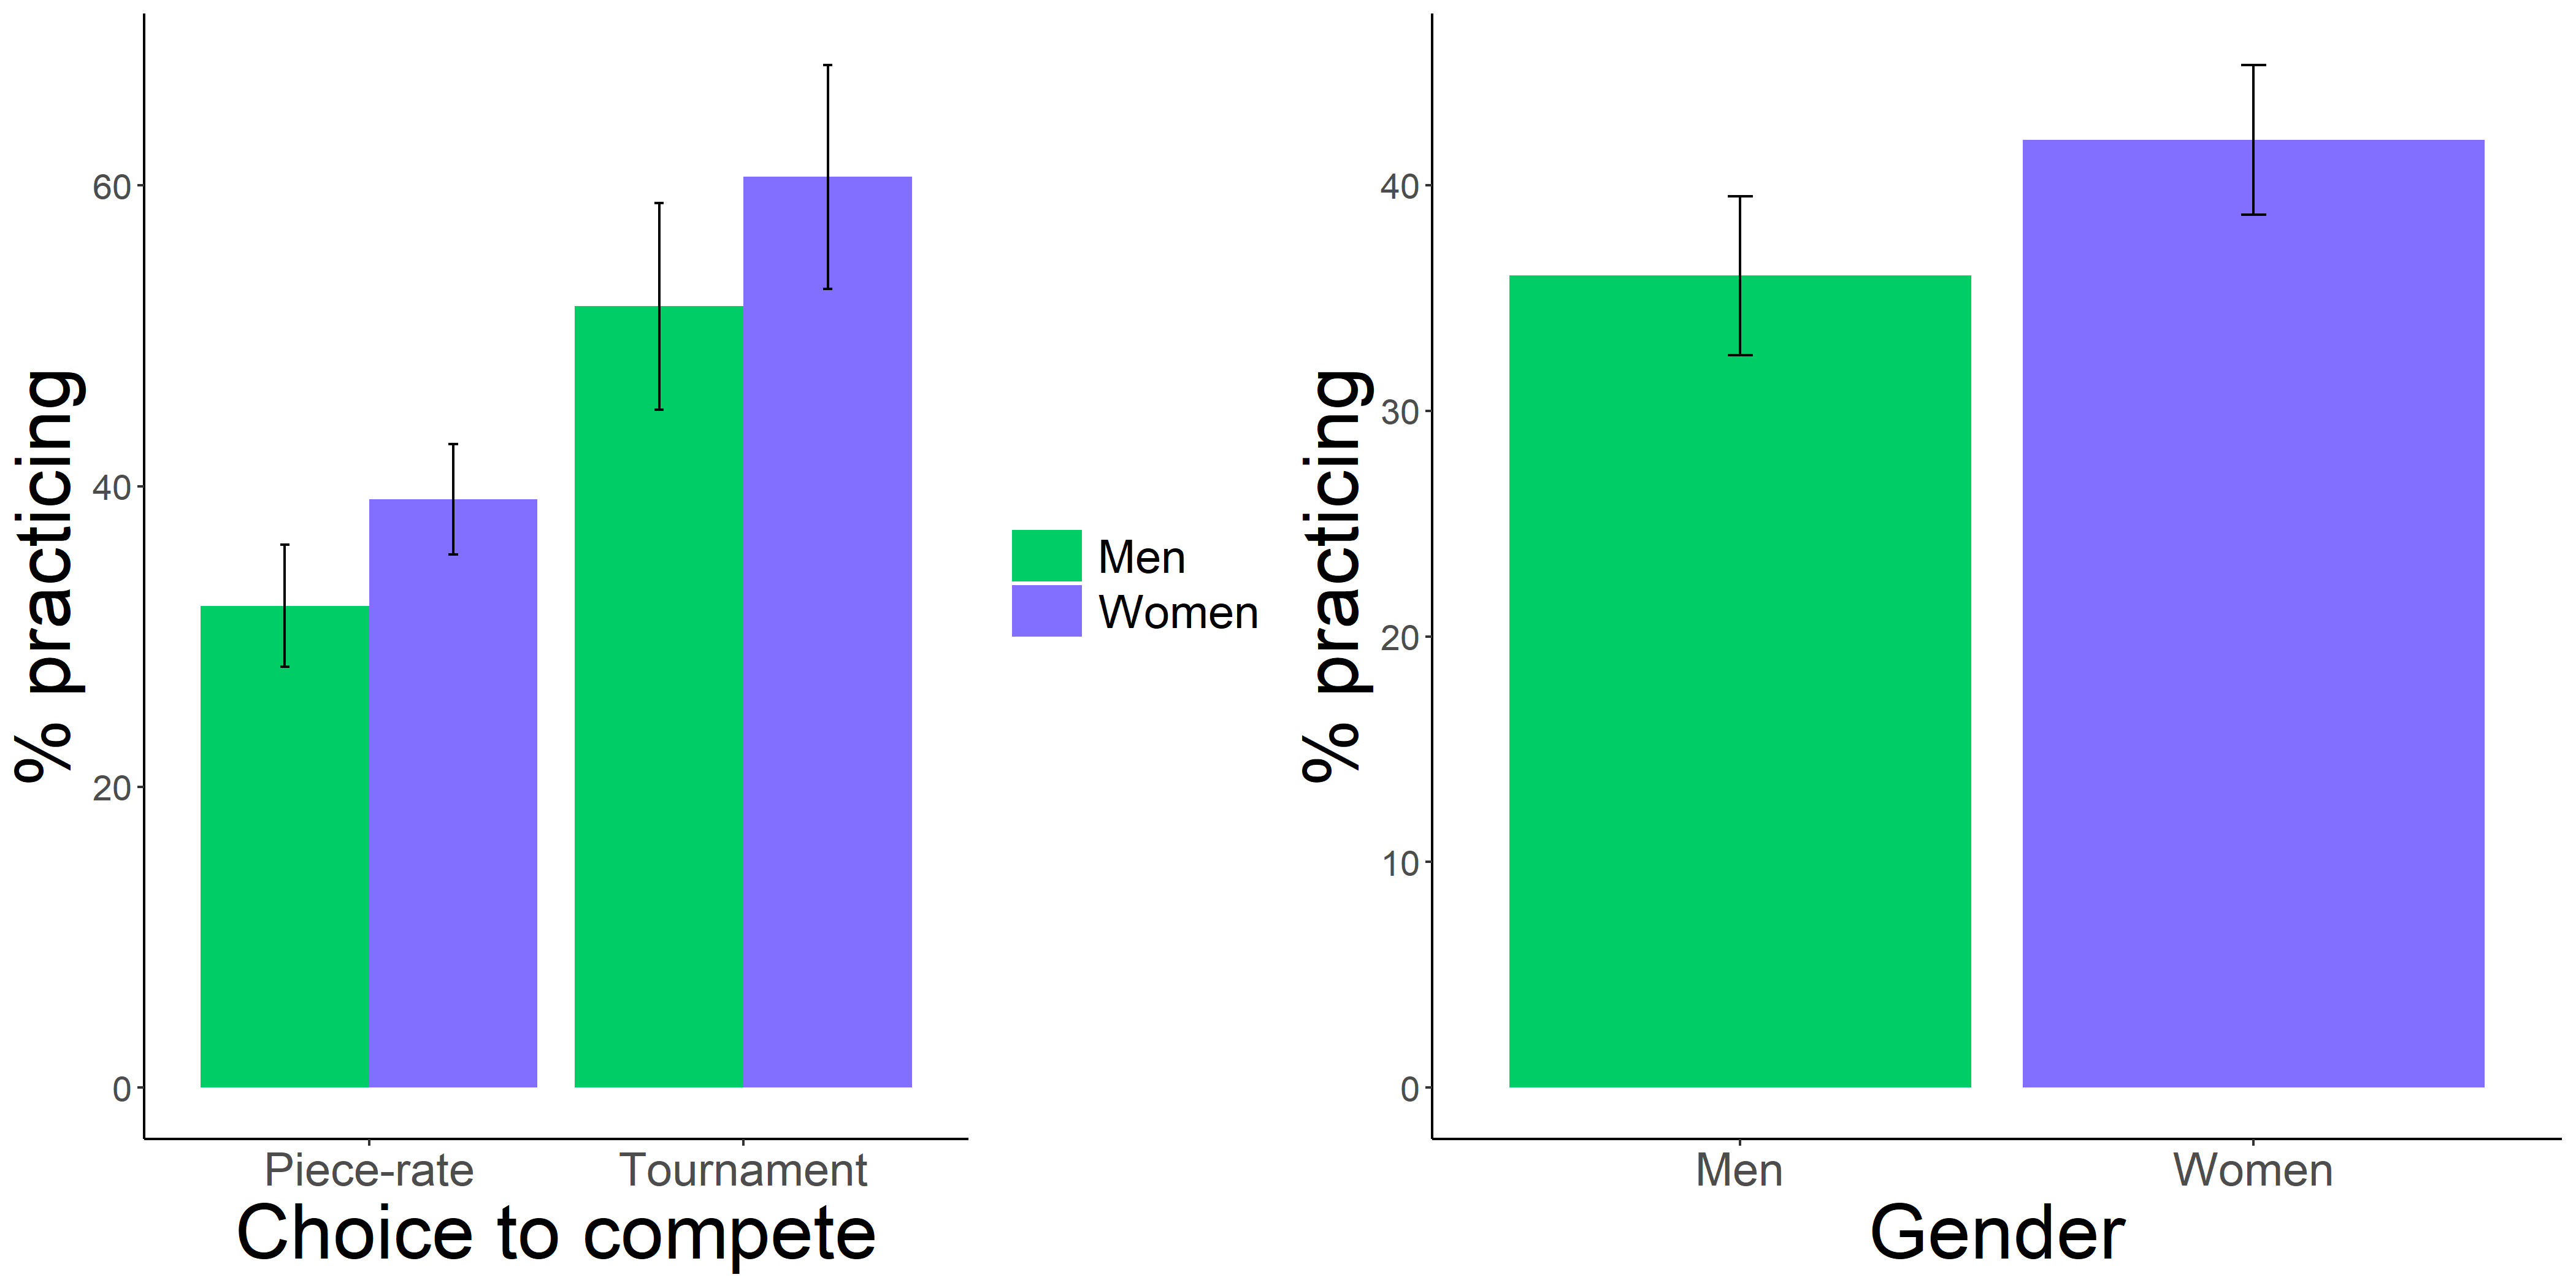 % practicing
60
40
20
0
Piece-rate
Tournament
Choice to compete
Men
Women
% practicing
40
30
20
10
0
Men
Women
Gender